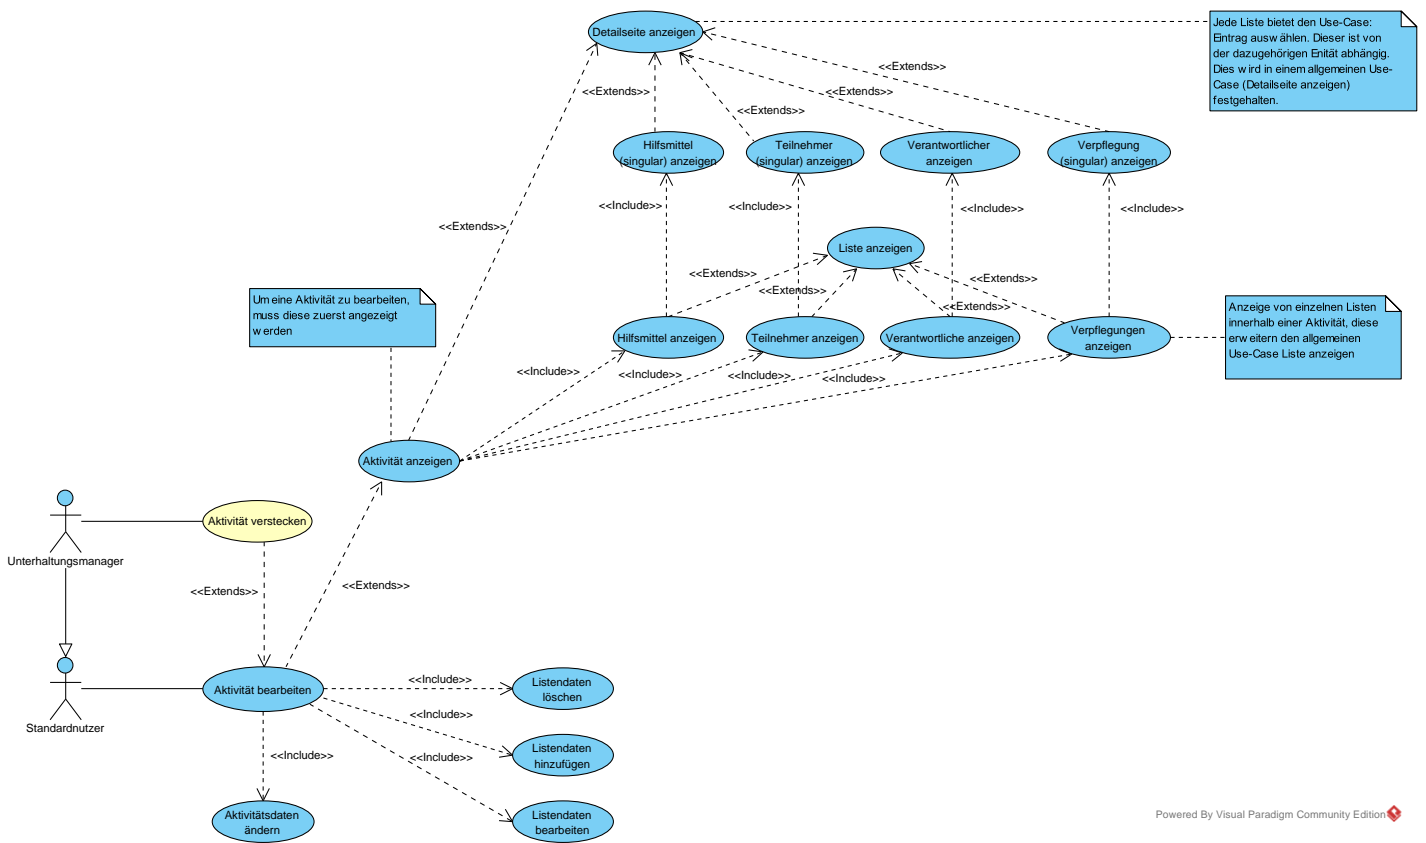 Detailseite anzeigen
Jede Liste bietet den Use-Case:
Eintrag auswählen. Dieser ist von
der dazugehörigen Enität abhängig.
Dies wird in einem allgemeinen Use-
Case (Detailseite anzeigen)
festgehalten.
<<Extends>>
<<Extends>>
<<Extends>>
<<Extends>>
Hilfsmittel
(singular) anzeigen
Teilnehmer
(singular) anzeigen
Verantwortlicher
anzeigen
Verpflegung
(singular) anzeigen
<<Include>>
<<Include>>
<<Include>>
<<Include>>
<<Extends>>
Liste anzeigen
<<Extends>>
<<Extends>>
<<Extends>>
<<Extends>>
Um eine Aktivität zu bearbeiten,
muss diese zuerst angezeigt
werden
Hilfsmittel anzeigen
Teilnehmer anzeigen
Verantwortliche anzeigen
Verpflegungen
anzeigen
Anzeige von einzelnen Listen
innerhalb einer Aktivität, diese
erweitern den allgemeinen
Use-Case Liste anzeigen
<<Include>>
<<Include>>
<<Include>>
<<Include>>
Aktivität anzeigen
Aktivität verstecken
Unterhaltungsmanager
<<Extends>>
<<Extends>>
Aktivität bearbeiten
Standardnutzer
<<Include>>
Listendaten
löschen
<<Include>>
Listendaten
hinzufügen
<<Include>>
<<Include>>
Listendaten
bearbeiten
Aktivitätsdaten
ändern
Powered By Visual Paradigm Community Edition